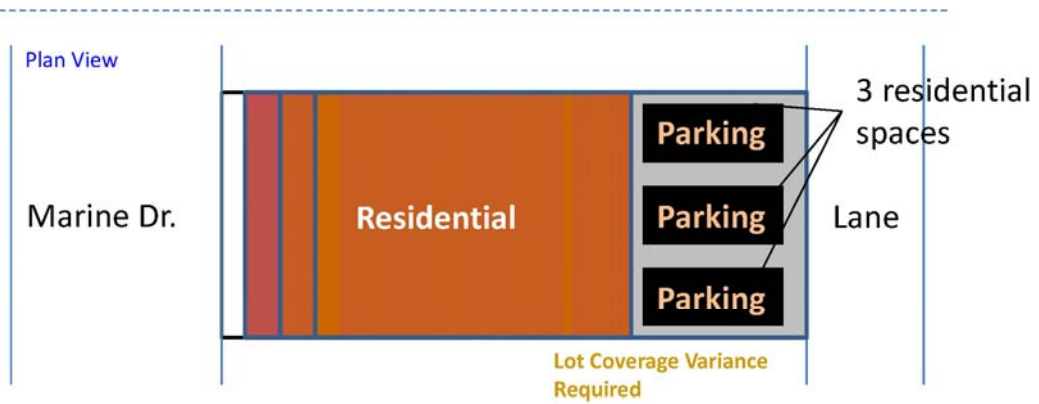 Plan View
3 residential
spaces
Parking
Marine Dr.
Residential
Parking
Lane
Parking
Lot Coverage Variance
Required